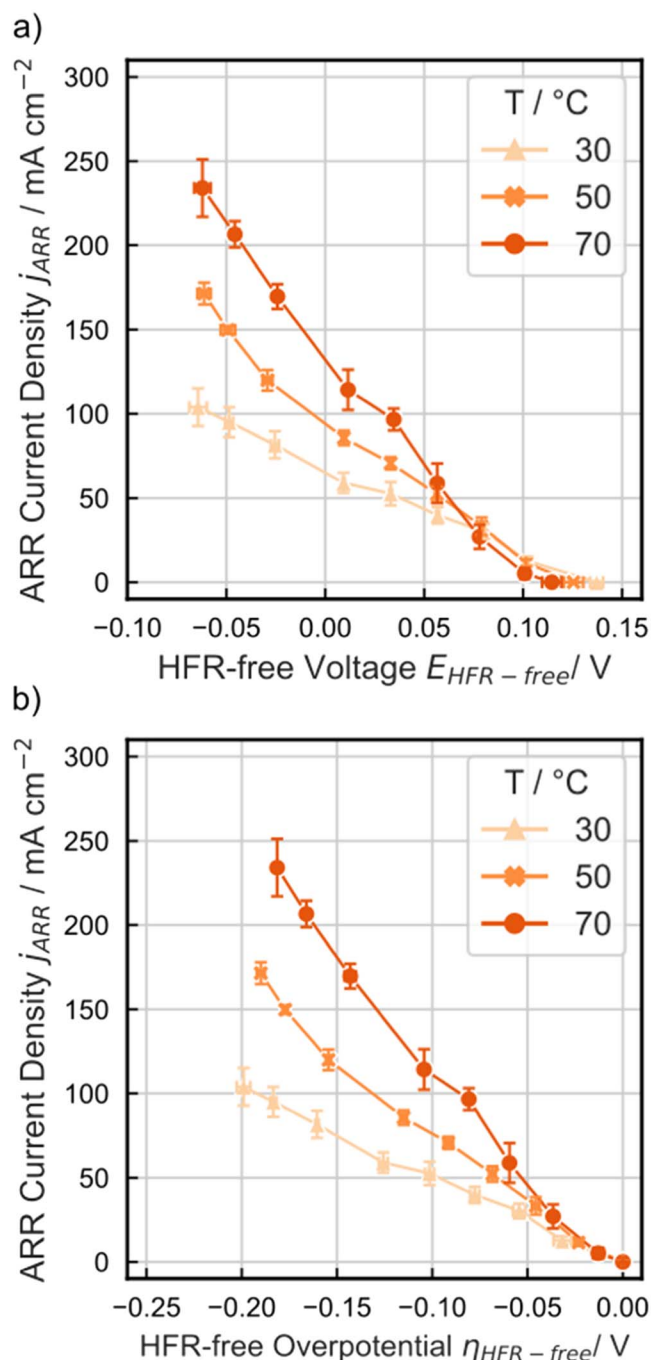 a)
300
250
200
150
100
50
0
ARR Current Density j_ARR / mA cm⁻²
T / °C
30
50
70
−0.10 −0.05 0.00 0.05 0.10 0.15
HFR-free Voltage E_HFR − free/ V
b)
300
250
200
150
100
50
0
ARR Current Density j_ARR / mA cm⁻²
T / °C
30
50
70
−0.25 −0.20 −0.15 −0.10 −0.05 0.00
HFR-free Overpotential η_HFR − free/ V